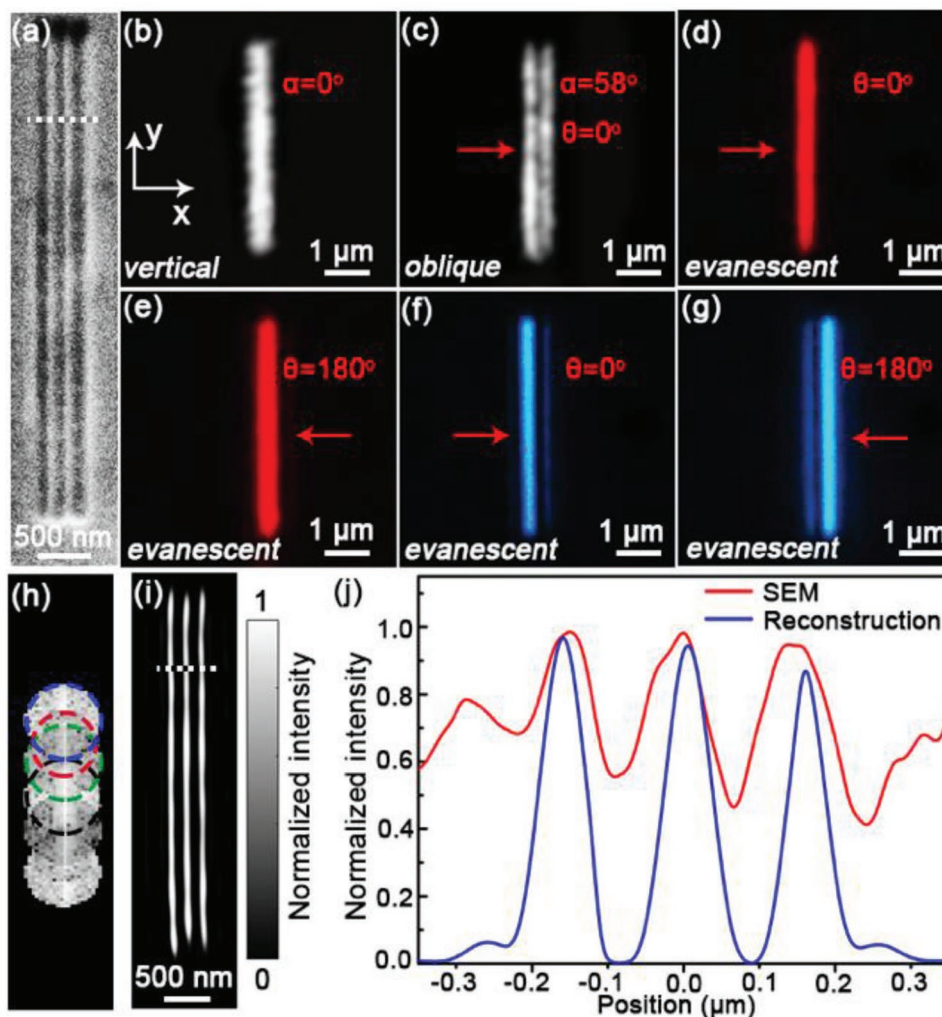 (a)
500 nm
(b)
α=0°
y
x
vertical
1 μm
(c)
α=58°
θ=0°
oblique
1 μm
(d)
θ=0°
evanescent
1 μm
(e)
θ=180°
evanescent
1 μm
(f)
θ=0°
evanescent
1 μm
(g)
θ=180°
evanescent
1 μm
(h)
(i)
500 nm
1
Normalized intensity
0
(j)
SEM
Reconstruction
Normalized intensity
1.0
0.8
0.6
0.4
0.2
0.0
-0.3 -0.2 -0.1 0.0 0.1 0.2 0.3
Position (μm)